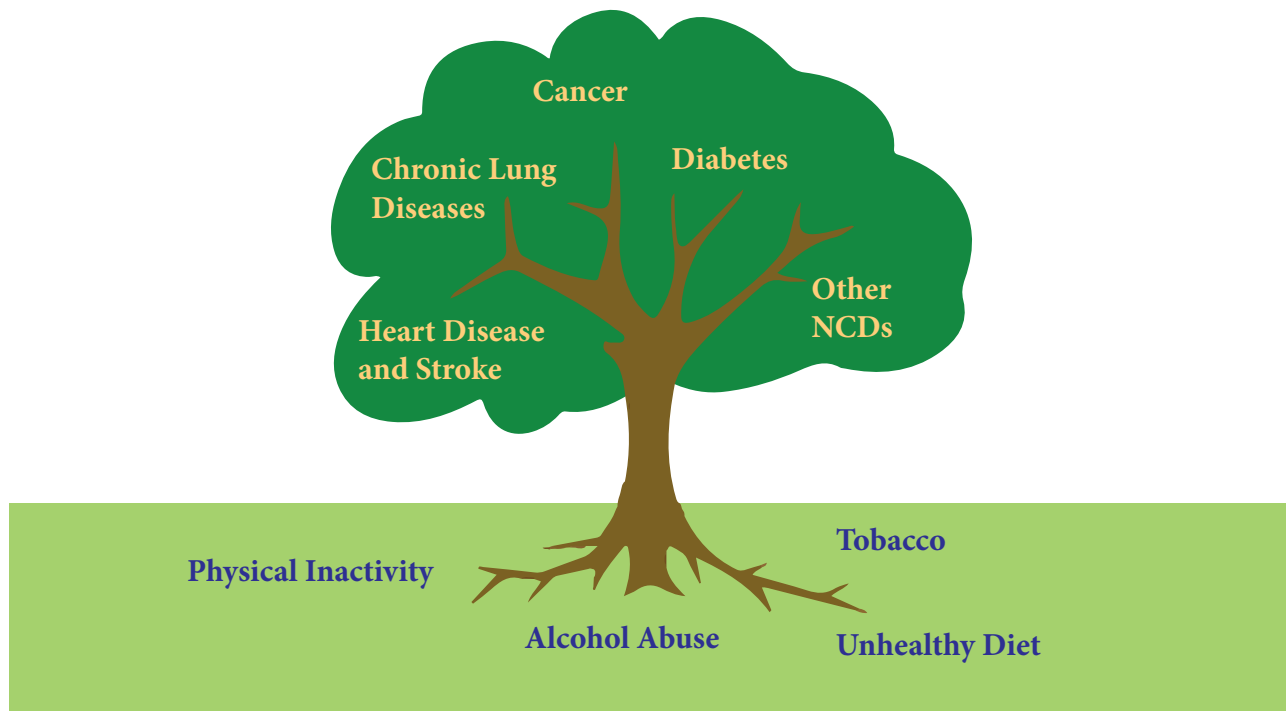 Cancer
Chronic Lung
Diseases
Diabetes
Other
NCDs
Heart Disease
and Stroke
Tobacco
Physical Inactivity
Alcohol Abuse
Unhealthy Diet